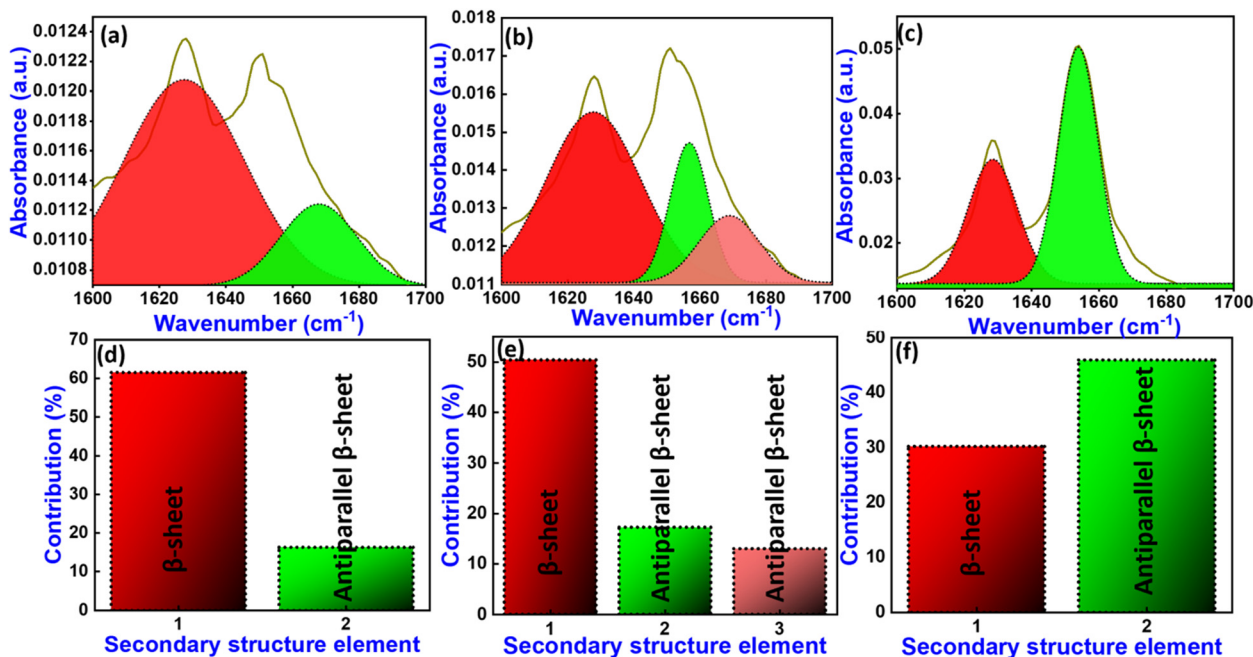 (a)
Absorbance (a.u.)
0.0124
0.0122
0.0120
0.0118
0.0116
0.0114
0.0112
0.0110
0.0108
1600
1620
1640
1660
1680
1700
Wavenumber (cm⁻¹)
(b)
Absorbance (a.u.)
0.018
0.017
0.016
0.015
0.014
0.013
0.012
0.011
1600
1620
1640
1660
1680
1700
Wavenumber (cm⁻¹)
(c)
Absorbance (a.u.)
0.05
0.04
0.03
0.02
1600
1620
1640
1660
1680
1700
Wavenumber (cm⁻¹)
(d)
Contribution (%)
70
60
50
40
30
20
10
0
β-sheet
Antiparallel β-sheet
1
2
Secondary structure element
(e)
Contribution (%)
50
40
30
20
10
0
β-sheet
Antiparallel β-sheet
Antiparallel β-sheet
1
2
3
Secondary structure element
(f)
Contribution (%)
50
40
30
20
10
0
β-sheet
Antiparallel β-sheet
1
2
Secondary structure element